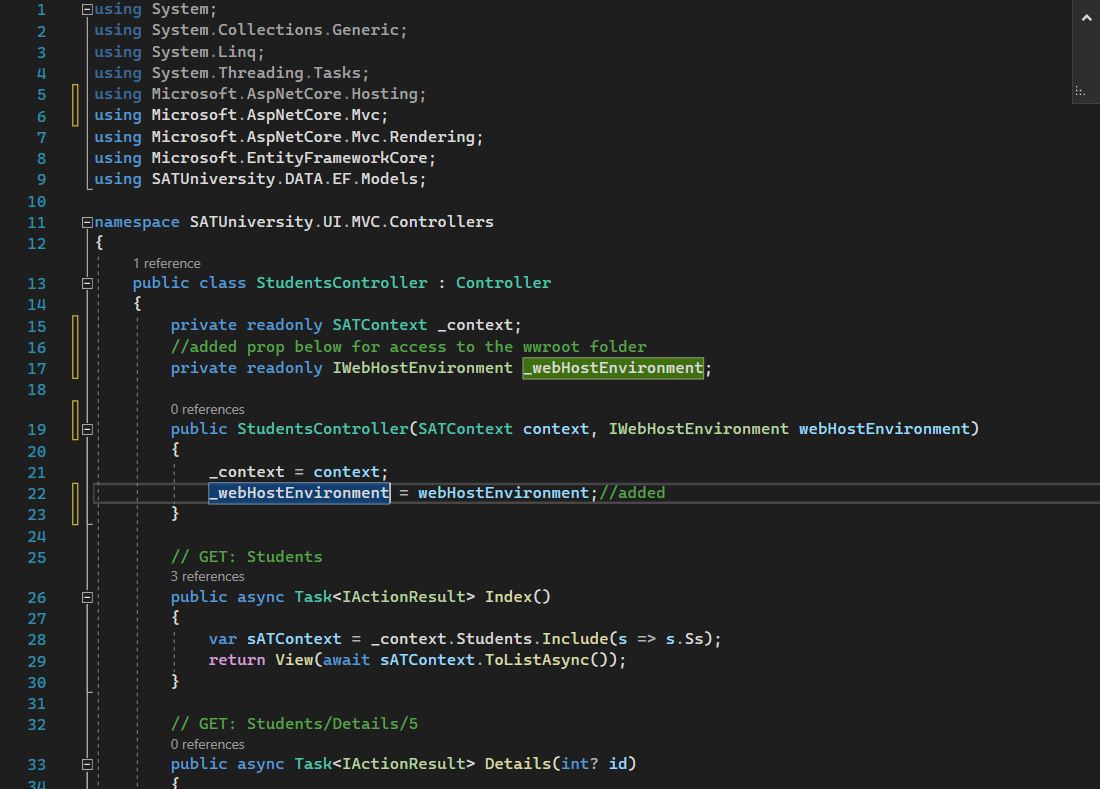 1 using System;
2 using System.Collections.Generic;
3 using System.Linq;
4 using System.Threading.Tasks;
5 using Microsoft.AspNetCore.Hosting;
6 using Microsoft.AspNetCore.Mvc;
7 using Microsoft.AspNetCore.Mvc.Rendering;
8 using Microsoft.EntityFrameworkCore;
9 using SATUniversity.DATA.EF.Models;
10
11 namespace SATUniversity.UI.MVC.Controllers
12 {
1 reference
13 public class StudentsController : Controller
14 {
15 private readonly SATContext _context;
16 //added prop below for access to the wwroot folder
17 private readonly IWebHostEnvironment _webHostEnvironment;
18
0 references
19 public StudentsController(SATContext context, IWebHostEnvironment webHostEnvironment)
20 {
21 _context = context;
22 _webHostEnvironment = webHostEnvironment;//added
23 }
24
25 // GET: Students
3 references
26 public async Task<IActionResult> Index()
27 {
28 var sATContext = _context.Students.Include(s => s.Ss);
29 return View(await sATContext.ToListAsync());
30 }
31
32 // GET: Students/Details/5
0 references
33 public async Task<IActionResult> Details(int? id)
34 {